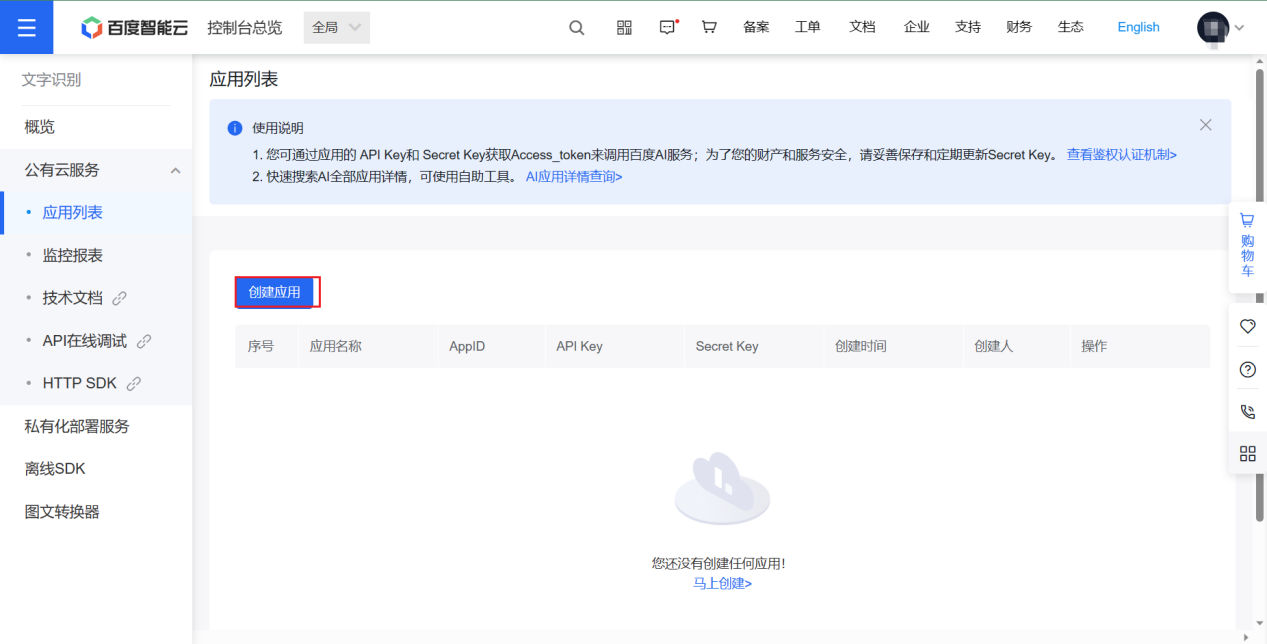 百度智能云 控制台总览 全局 备案 工单 文档 企业 支持 财务 生态 English
文字识别
概览
公有云服务
应用列表
监控报表
技术文档
API在线调试
HTTP SDK
私有化部署服务
离线SDK
图文转换器
应用列表
使用说明
1. 您可通过应用的 API Key和 Secret Key获取Access_token来调用百度AI服务；为了您的财产和服务安全，请妥善保存和定期更新Secret Key。 查看鉴权认证机制>
2. 快速搜索AI全部应用详情，可使用自助工具。 AI应用详情查询>
创建应用
序号 应用名称 AppID API Key Secret Key 创建时间 创建人 操作
您还没有创建任何应用！
马上创建>
购
物
车